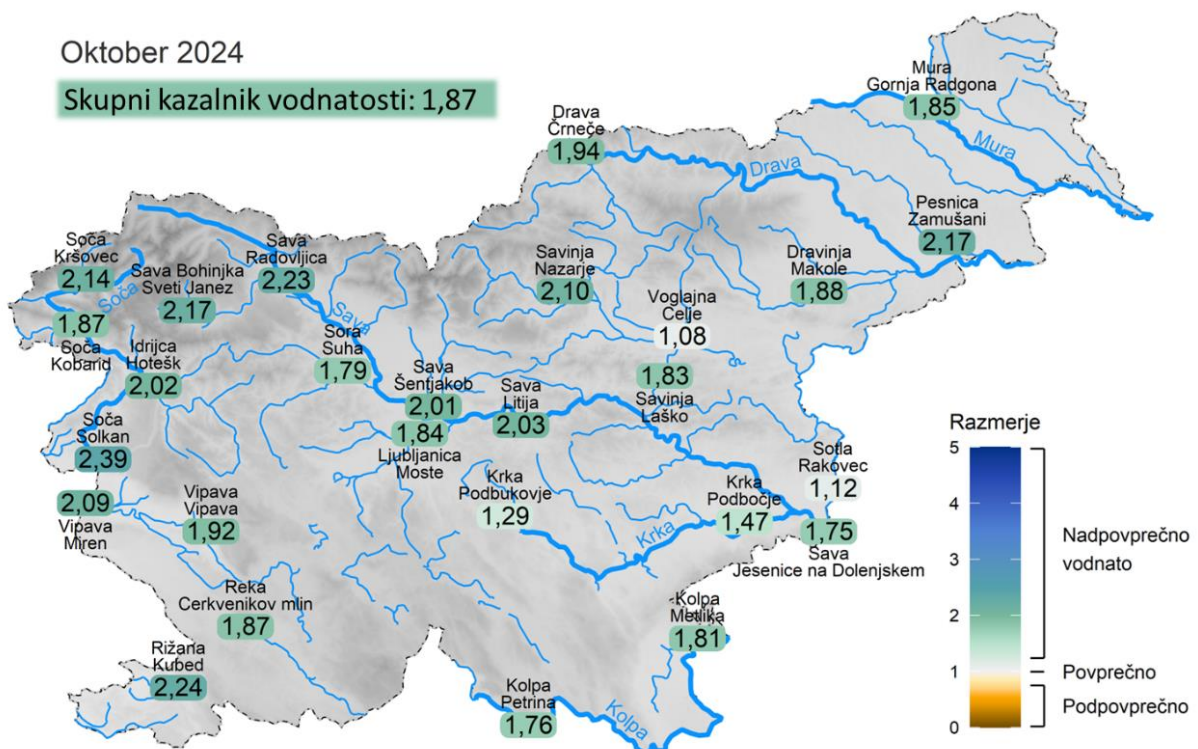 Oktober 2024
Skupni kazalnik vodnatosti: 1,87
Mura
Gornja Radgona
1,85
Mura
Drava
Črneče
1,94
Drava
Pesnica
Zamušani
2,17
Soča
Kršovec
2,14
Soča
Sava Bohinjka
Sveti Janez
2,17
Sava
Radovljica
2,23
Sava
Savinja
Nazarje
2,10
Dravinja
Makole
1,88
Voglajna
Celje
1,08
1,87
Soča
Kobarid
Idrijca
Hotešk
2,02
Sora
Suha
1,79
Sava
Šentjakob
2,01
1,84
Ljubljanica
Moste
Sava
Litija
2,03
1,83
Savinja
Laško
Soča
Solkan
2,39
Sotla
Rakovec
1,12
2,09
Vipava
Miren
Vipava
Vipava
1,92
Krka
Podbukovje
1,29
Krka
Krka
Podbočje
1,47
1,75
Sava
Jesenice na Dolenjskem
Reka
Cerkvenikov mlin
1,87
Kolpa
Metlika
1,81
Rižana
Kubed
2,24
Kolpa
Petrina
1,76
Kolpa
Razmerje
5
4
3
2
1
0
Nadpovprečno
vodnato
Povprečno
Podpovprečno